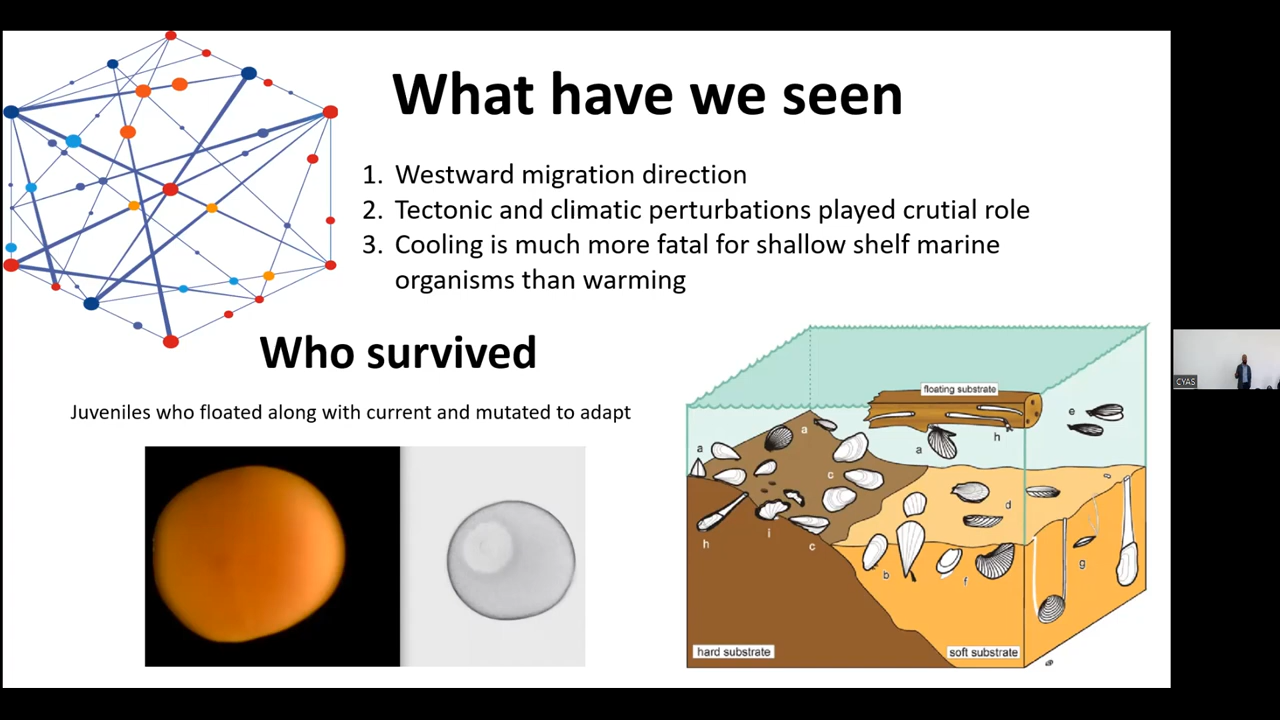 What have we seen
1. Westward migration direction
2. Tectonic and climatic perturbations played crutial role
3. Cooling is much more fatal for shallow shelf marine
organisms than warming
Who survived
Juveniles who floated along with current and mutated to adapt
floating substrate
e
a
h
a
a
c
d
h
i
c
b
f
g
hard substrate
soft substrate
CYAS